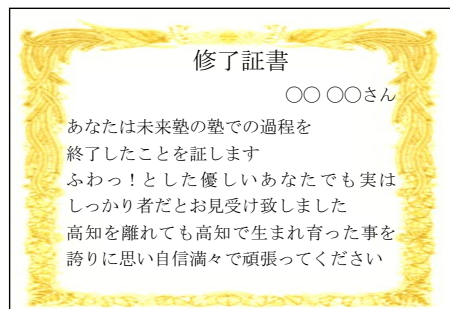 修了証書
○○ ○○さん
あなたは未来塾の塾での過程を
終了したことを証します
ふわっ！とした優しいあなたでも実は
しっかり者だとお見受け致しました
高知を離れても高知で生まれ育った事を
誇りに思い自信満々で頑張ってください